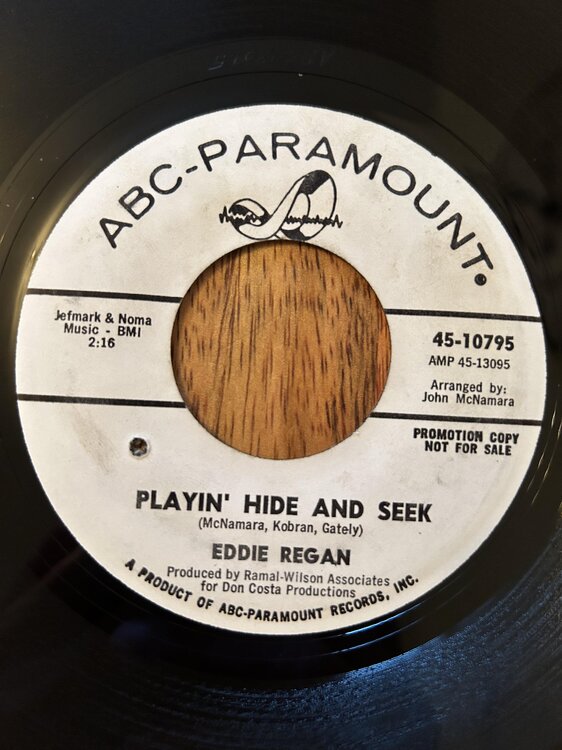 ABC-PARAMOUNT.
Jefmark & Noma
Music - BMI
2:16
45-10795
AMP 45-13095
Arranged by:
John McNamara
PROMOTION COPY
NOT FOR SALE
PLAYIN' HIDE AND SEEK
(McNamara, Kobran, Gately)
EDDIE REGAN
Produced by Ramal-Wilson Associates
for Don Costa Productions
A PRODUCT OF ABC-PARAMOUNT RECORDS, INC.